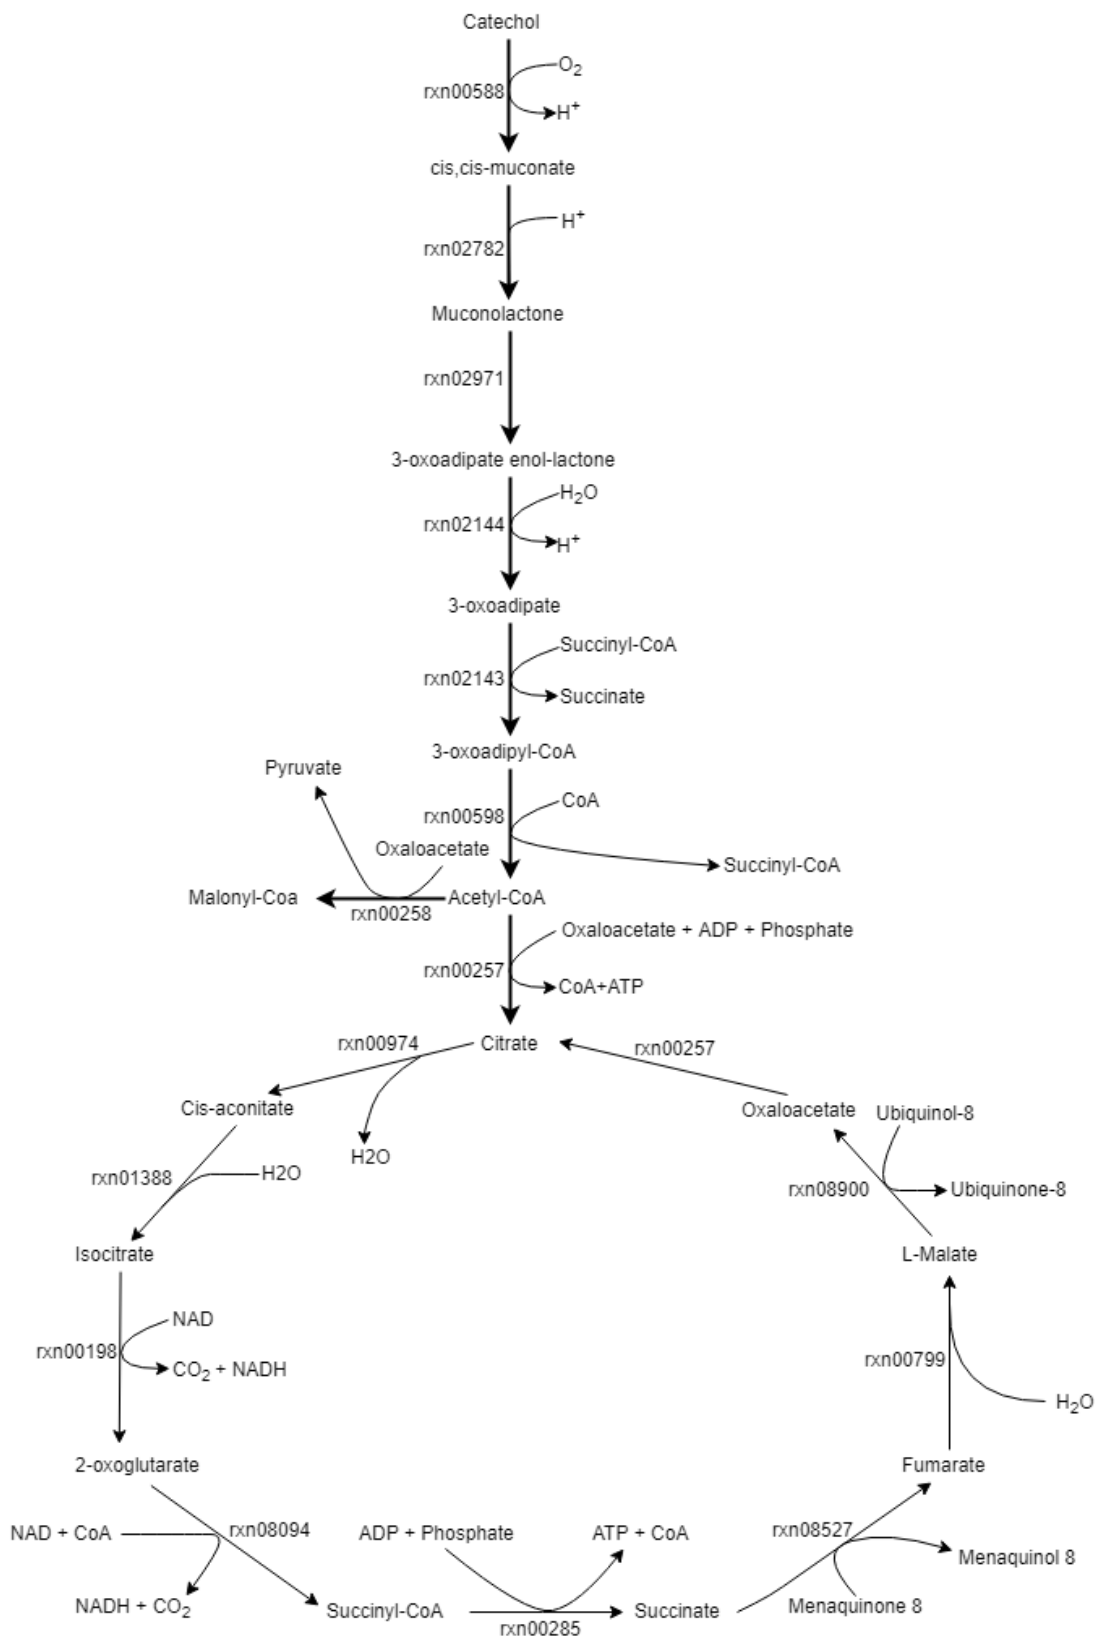 Catechol
O₂
rxn00588
H⁺
cis,cis-muconate
H⁺
rxn02782
Muconolactone
rxn02971
3-oxoadipate enol-lactone
H₂O
rxn02144
H⁺
3-oxoadipate
Succinyl-CoA
rxn02143
Succinate
3-oxoadipyl-CoA
Pyruvate
CoA
rxn00598
Oxaloacetate
Succinyl-CoA
Malonyl-Coa
Acetyl-CoA
rxn00258
Oxaloacetate + ADP + Phosphate
rxn00257
CoA+ATP
rxn00974
Citrate
rxn00257
Cis-aconitate
Oxaloacetate
Ubiquinol-8
H2O
rxn01388
H2O
rxn08900
Ubiquinone-8
Isocitrate
L-Malate
NAD
rxn00198
CO₂ + NADH
rxn00799
H₂O
2-oxoglutarate
Fumarate
NAD + CoA
rxn08094
ADP + Phosphate
ATP + CoA
rxn08527
Menaquinol 8
NADH + CO₂
Succinyl-CoA
rxn00285
Succinate
Menaquinone 8